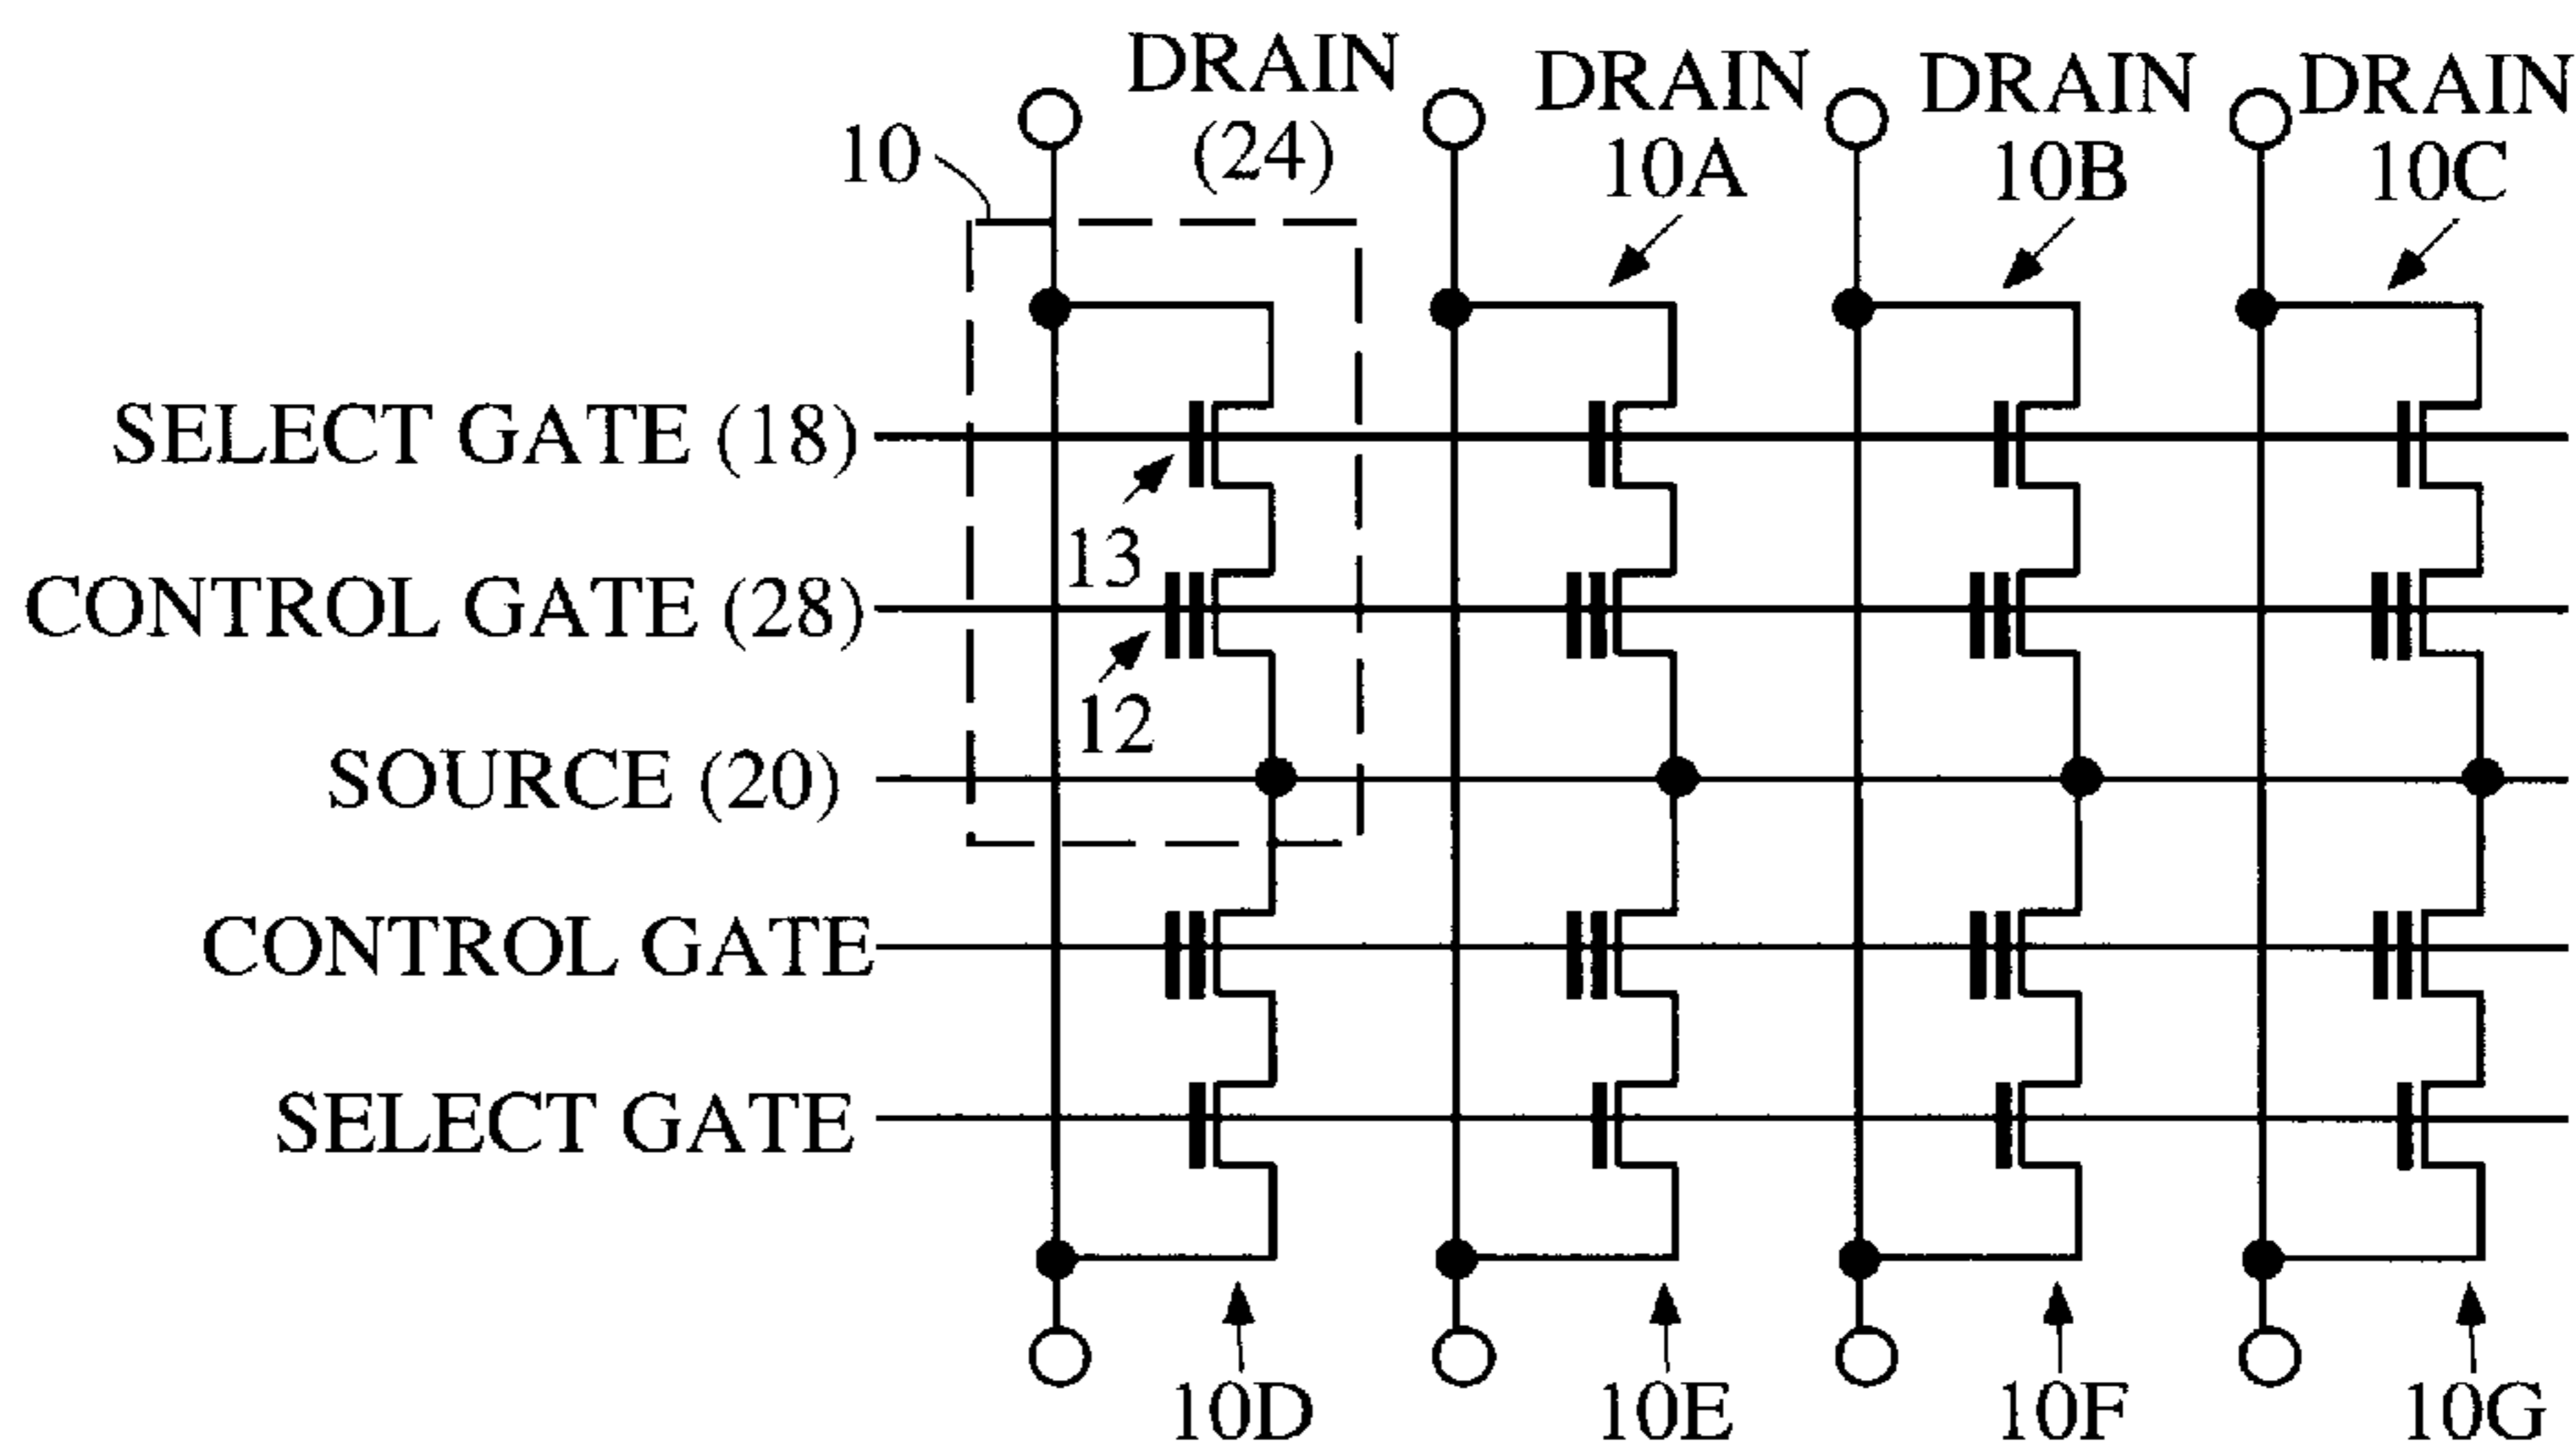 DRAIN
(24)
DRAIN
10A
DRAIN
10B
DRAIN
10C
10
SELECT GATE (18)
13
CONTROL GATE (28)
12
SOURCE (20)
CONTROL GATE
SELECT GATE
10D
10E
10F
10G